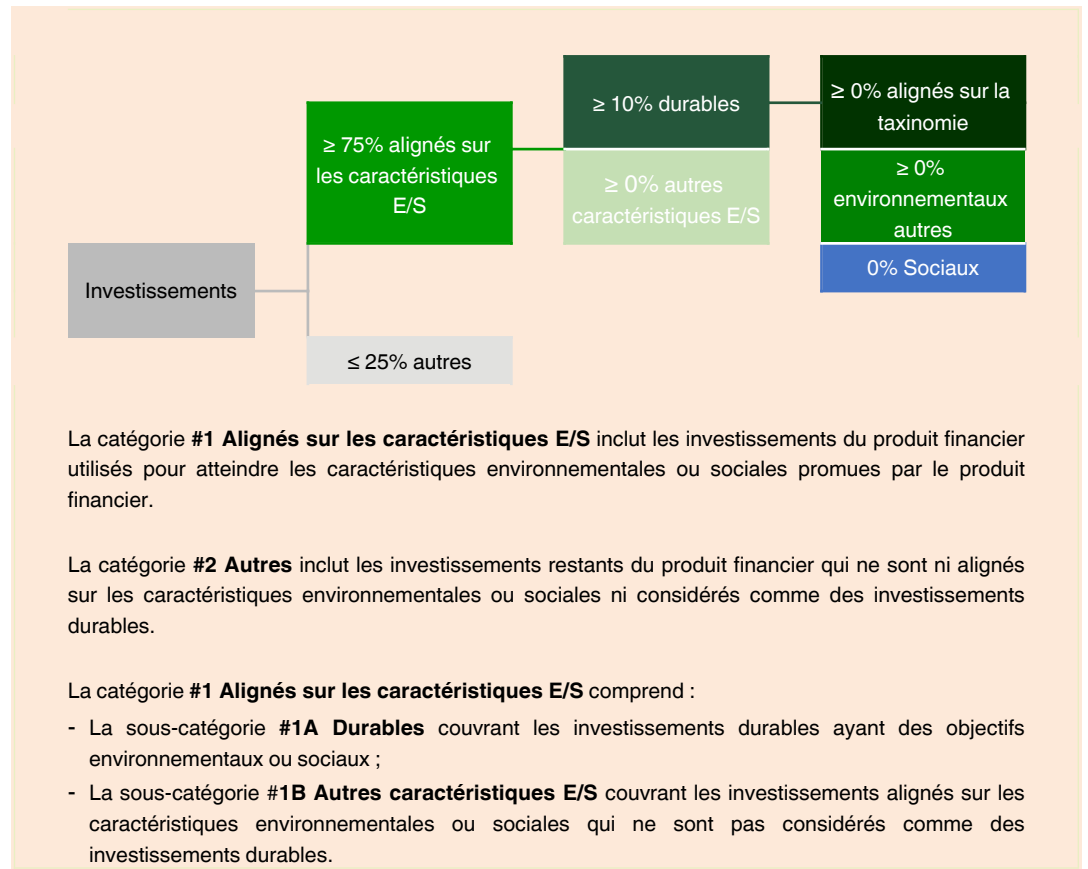 ≥ 75% alignés sur
les caractéristiques
E/S
≥ 10% durables
≥ 0% autres
caractéristiques E/S
≥ 0% alignés sur la
taxinomie
≥ 0%
environnementaux
autres
0% Sociaux
Investissements
≤ 25% autres
La catégorie #1 Alignés sur les caractéristiques E/S inclut les investissements du produit financier
utilisés pour atteindre les caractéristiques environnementales ou sociales promues par le produit
financier.
La catégorie #2 Autres inclut les investissements restants du produit financier qui ne sont ni alignés
sur les caractéristiques environnementales ou sociales ni considérés comme des investissements
durables.
La catégorie #1 Alignés sur les caractéristiques E/S comprend :
- La sous-catégorie #1A Durables couvrant les investissements durables ayant des objectifs
environnementaux ou sociaux ;
- La sous-catégorie #1B Autres caractéristiques E/S couvrant les investissements alignés sur les
caractéristiques environnementales ou sociales qui ne sont pas considérés comme des
investissements durables.